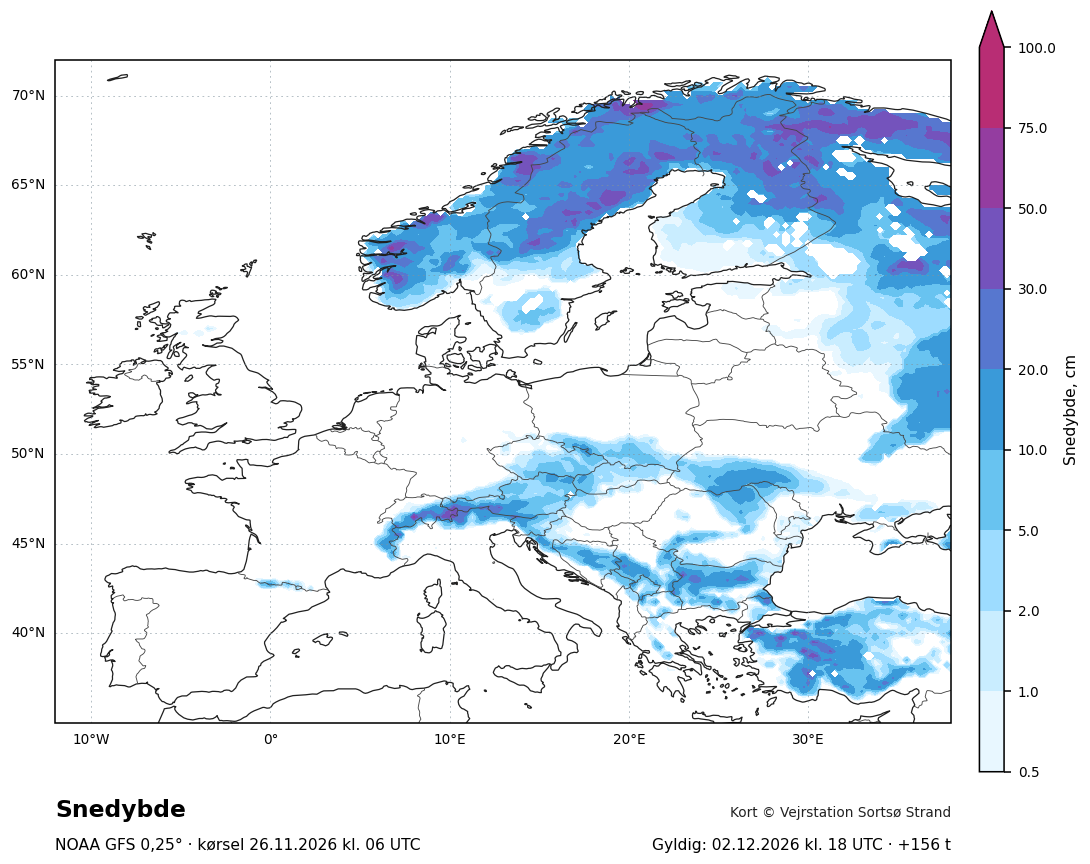 100.0
75.0
50.0
30.0
20.0
10.0
5.0
2.0
1.0
0.5
Snedybde, cm
70°N
65°N
60°N
55°N
50°N
45°N
40°N
10°W
0°
10°E
20°E
30°E
Snedybde
Kort © Vejrstation Sortsø Strand
NOAA GFS 0,25° · kørsel 26.11.2026 kl. 06 UTC
Gyldig: 02.12.2026 kl. 18 UTC · +156 t